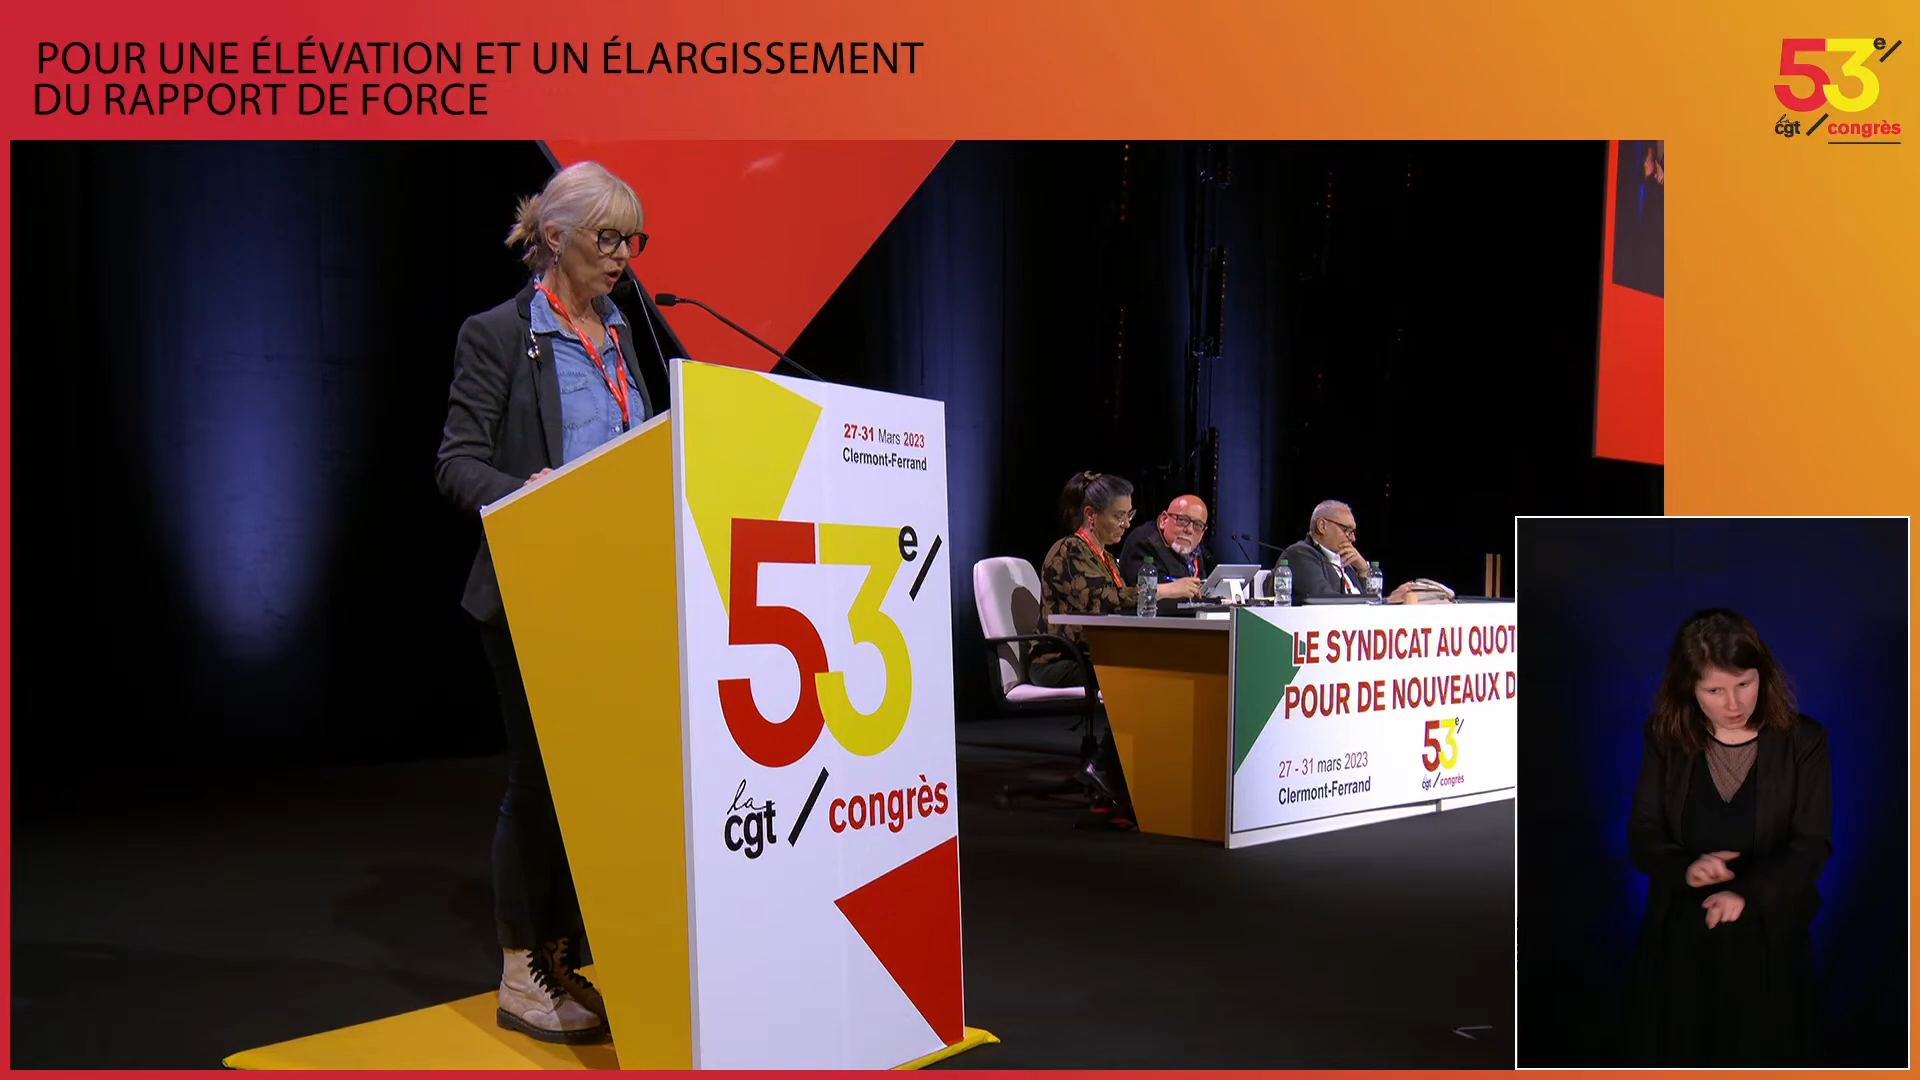 POUR UNE ÉLÉVATION ET UN ÉLARGISSEMENT
DU RAPPORT DE FORCE
53e/
la cgt / congrès
27-31 Mars 2023
Clermont-Ferrand
53e/
la cgt / congrès
LE SYNDICAT AU
POUR DE NOUVEAUX
27 - 31 mars 2023
Clermont-Ferrand
53e/
la cgt / congrès